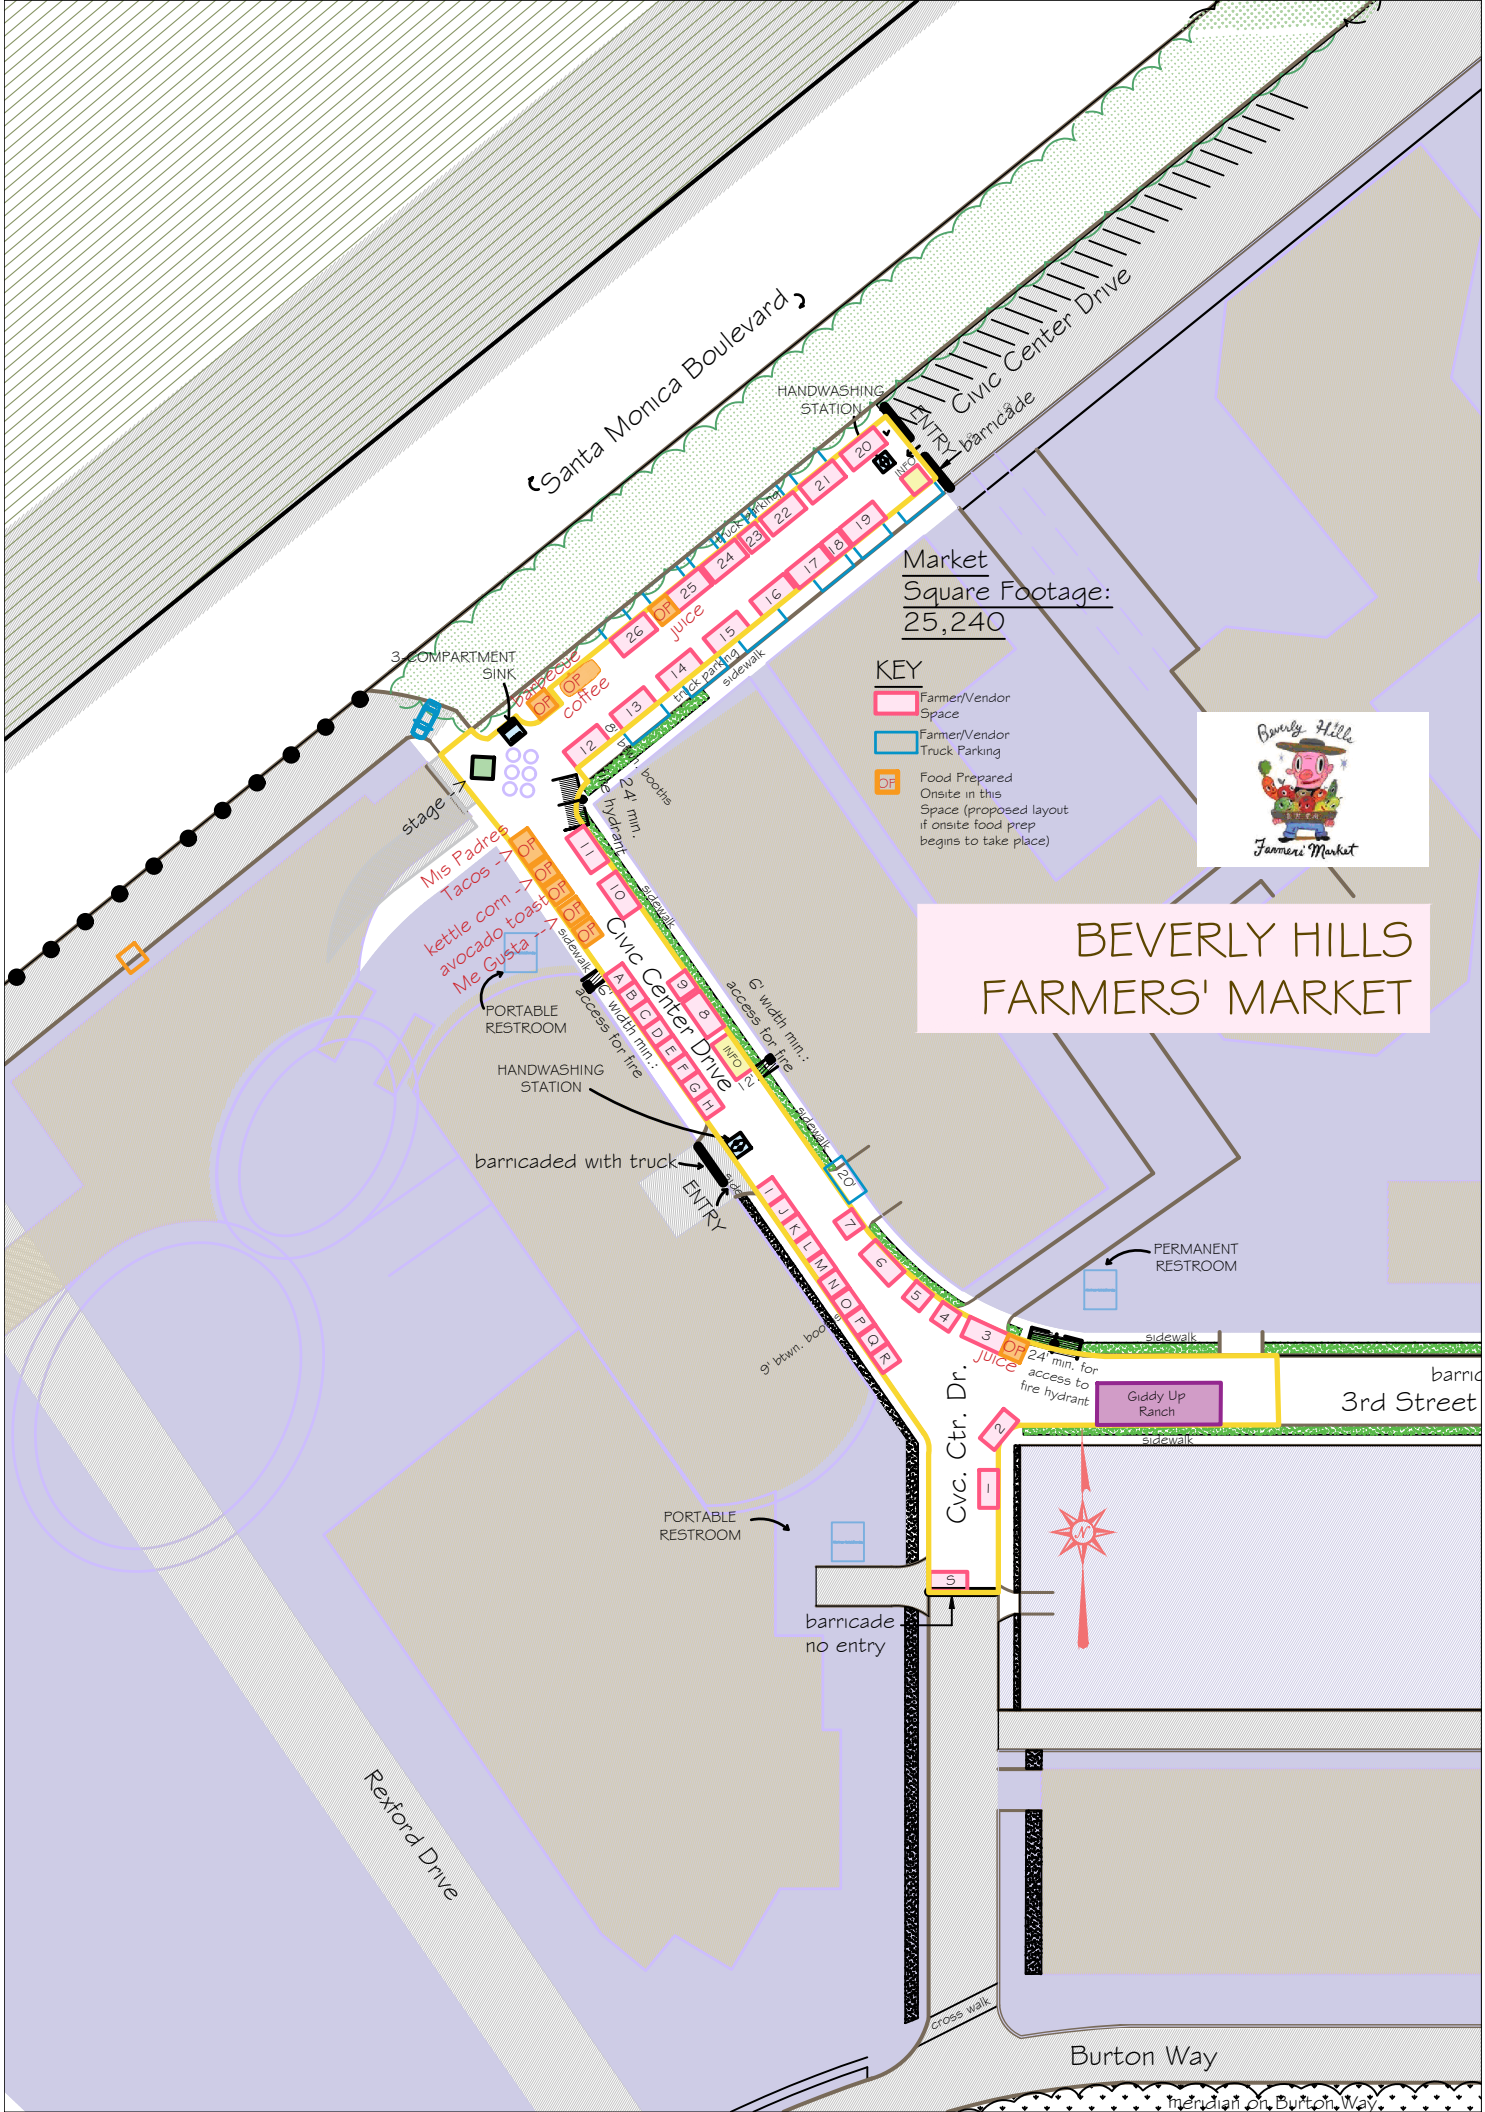 Santa Monica Boulevard
Civic Center Drive
HANDWASHING
STATION
ENTRY
barricade
INFO
20
21
22
23
24
25
OP
juice
26
truck parking
19
18
17
16
15
14
13
12
truck parking
sidewalk
Market
Square Footage:
25,240
KEY
Farmer/Vendor
Space
Farmer/Vendor
Truck Parking
OP
Food Prepared
Onsite in this
Space (proposed layout
if onsite food prep
begins to take place)
Beverly Hills
Farmers' Market
BEVERLY HILLS
FARMERS' MARKET
3-COMPARTMENT
SINK
barbecue
OP
OP
coffee
8' btwn. booths
24' min.
fire hydrant
stage -->
Mis Padres
Tacos -->
kettle corn -->
avocado toast
Me Gusta -->
OP
OP
OP
OP
OP
sidewalk
11
10
sidewalk
Civic Center Drive
PORTABLE
RESTROOM
6' width min.:
access for fire
A
B
C
D
E
F
G
H
9
8
INFO
12'
6' width min.:
access for fire
HANDWASHING
STATION
sidewalk
20'
barricaded with truck
ENTRY
I
J
K
L
M
N
O
P
Q
R
7
6
5
4
3
OP
juice
24' min. for
access to
fire hydrant
PERMANENT
RESTROOM
sidewalk
Giddy Up
Ranch
3rd Street
sidewalk
Cvc. Ctr. Dr.
2
1
N
PORTABLE
RESTROOM
S
barricade
no entry
Rexford Drive
cross walk
Burton Way
meridian on Burton Way